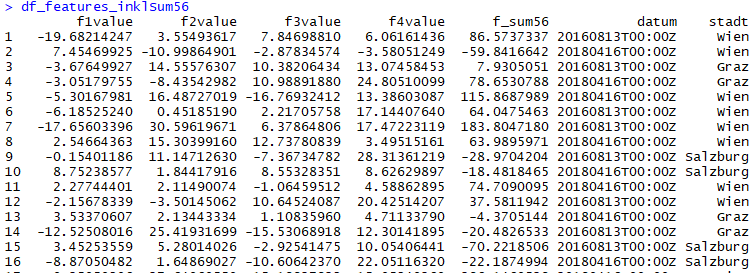 > df_features_inklSum56
f1value f2value f3value f4value f_sum56 datum stadt
1 -19.68214247 3.55493617 7.84698810 6.06161436 86.5737337 20160813T00:00Z Wien
2 7.45469925 -10.99864901 -2.87834574 -3.58051249 -59.8416642 20180416T00:00Z Wien
3 -3.67649927 14.55576307 10.38206434 13.07458453 7.9305051 20160813T00:00Z Graz
4 -3.05179755 -8.43542982 10.98891880 24.80510099 78.6530788 20180416T00:00Z Graz
5 -5.30167981 16.48727019 -16.76932412 13.38603087 115.8687989 20180416T00:00Z Wien
6 -6.18525240 0.45185190 2.21705758 17.14407640 64.0475463 20160813T00:00Z Wien
7 -17.65603396 30.59619671 6.37864806 17.47223119 183.8047180 20180416T00:00Z Wien
8 2.54664363 15.30399160 12.73780839 3.49515161 63.9895971 20180416T00:00Z Wien
9 -0.15401186 11.14712630 -7.36734782 28.31361219 -28.9704204 20160813T00:00Z Salzburg
10 8.75238577 1.84417916 8.55328351 8.62629897 -18.4818465 20180416T00:00Z Salzburg
11 2.27744401 2.11490074 -1.06459512 4.58862895 74.7090095 20180416T00:00Z Wien
12 -2.15678339 -3.50145062 10.64524087 20.42514207 37.5811942 20180416T00:00Z Wien
13 3.53370607 2.13443334 1.10835960 4.71133790 -4.3705144 20160813T00:00Z Graz
14 -12.52508016 25.41931699 -15.53068918 12.30141895 -20.4826533 20180416T00:00Z Graz
15 3.45253559 5.28014026 -2.92541475 10.05406441 -70.2218506 20160813T00:00Z Salzburg
16 -8.87050482 1.64869027 -10.60642370 22.05116320 -22.1874994 20180416T00:00Z Salzburg